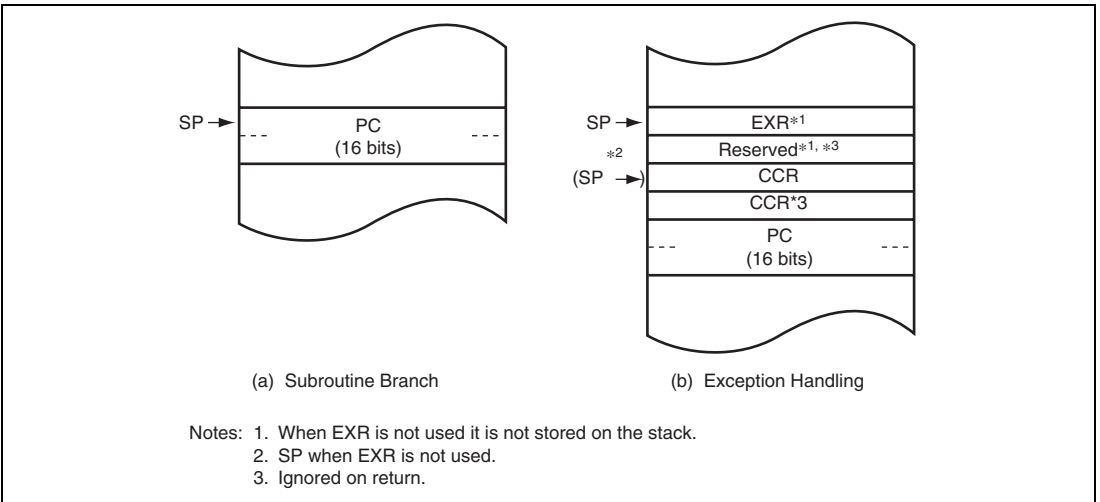 SP
PC
(16 bits)
(a) Subroutine Branch
SP
*2
(SP )
EXR*1
Reserved*1, *3
CCR
CCR*3
PC
(16 bits)
(b) Exception Handling
Notes: 1. When EXR is not used it is not stored on the stack.
2. SP when EXR is not used.
3. Ignored on return.